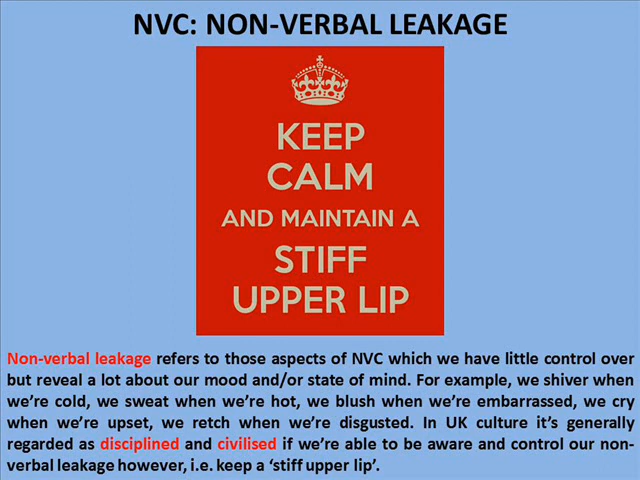 NVC: NON-VERBAL LEAKAGE
KEEP
CALM
AND MAINTAIN A
STIFF
UPPER LIP
Non-verbal leakage refers to those aspects of NVC which we have little control over
but reveal a lot about our mood and/or state of mind. For example, we shiver when
we're cold, we sweat when we're hot, we blush when we're embarrassed, we cry
when we're upset, we retch when we're disgusted. In UK culture it's generally
regarded as disciplined and civilised if we're able to be aware and control our non-
verbal leakage however, i.e. keep a 'stiff upper lip'.